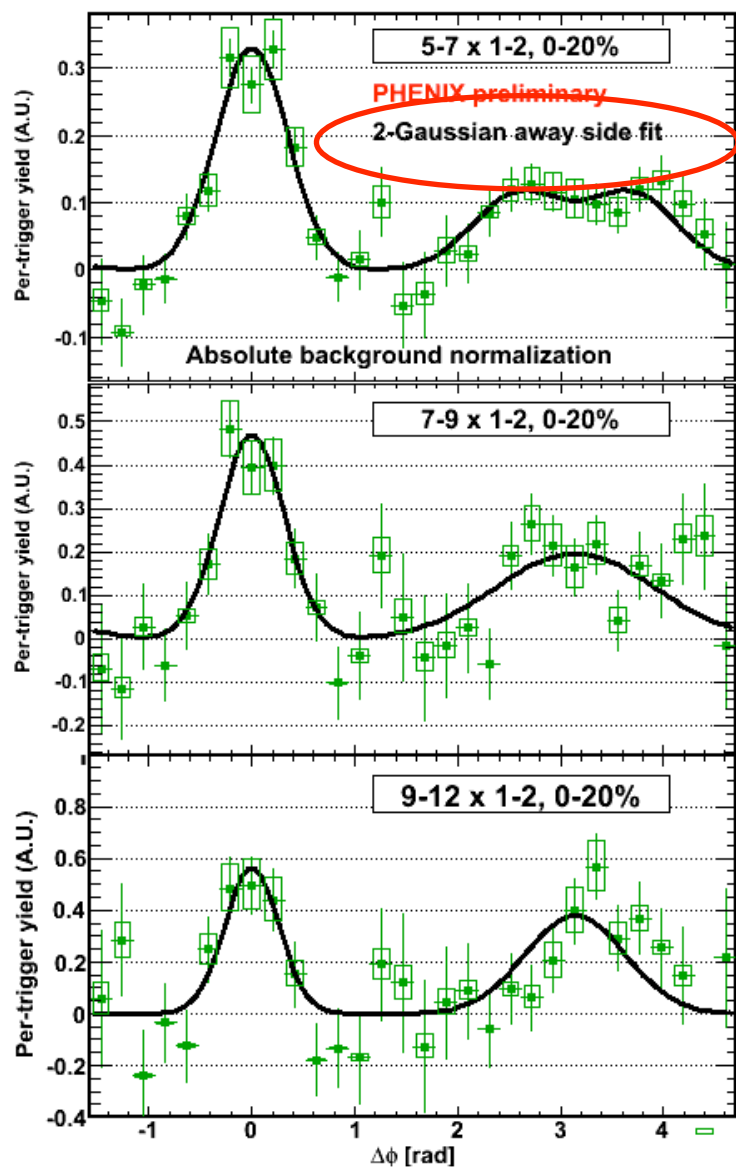 5-7 x 1-2, 0-20%
PHENIX preliminary
2-Gaussian away side fit
Absolute background normalization
Per-trigger yield (A.U.)
0.3
0.2
0.1
0
-0.1
7-9 x 1-2, 0-20%
Per-trigger yield (A.U.)
0.5
0.4
0.3
0.2
0.1
0
-0.1
-0.2
9-12 x 1-2, 0-20%
Per-trigger yield (A.U.)
0.8
0.6
0.4
0.2
0
-0.2
-0.4
-1 0 1 2 3 4
Δϕ [rad]